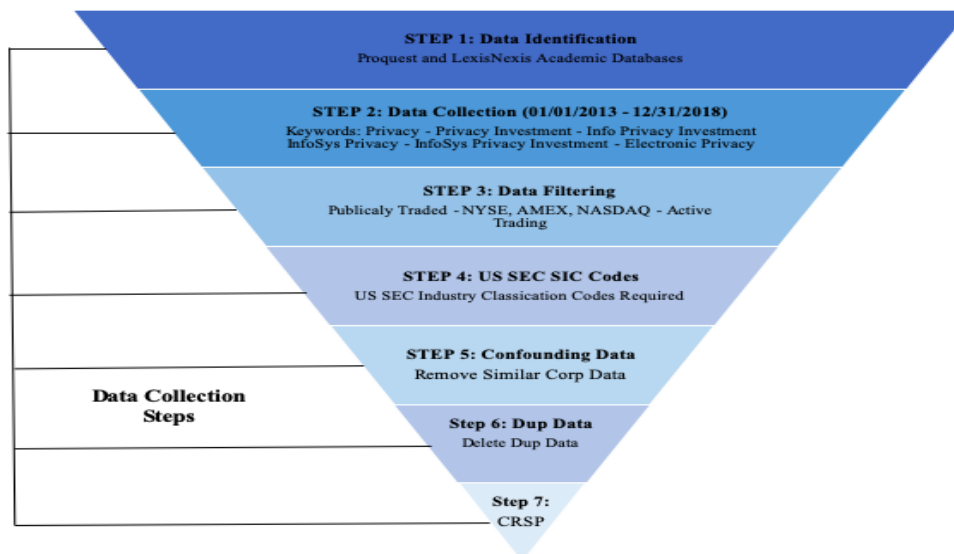 STEP 1: Data Identification
Proquest and LexisNexis Academic Databases
STEP 2: Data Collection (01/01/2013 - 12/31/2018)
Keywords: Privacy - Privacy Investment - Info Privacy Investment
InfoSys Privacy - InfoSys Privacy Investment - Electronic Privacy
STEP 3: Data Filtering
Publicaly Traded - NYSE, AMEX, NASDAQ - Active
Trading
STEP 4: US SEC SIC Codes
US SEC Industry Classication Codes Required
STEP 5: Confounding Data
Remove Similar Corp Data
Data Collection
Steps
Step 6: Dup Data
Delete Dup Data
Step 7:
CRSP